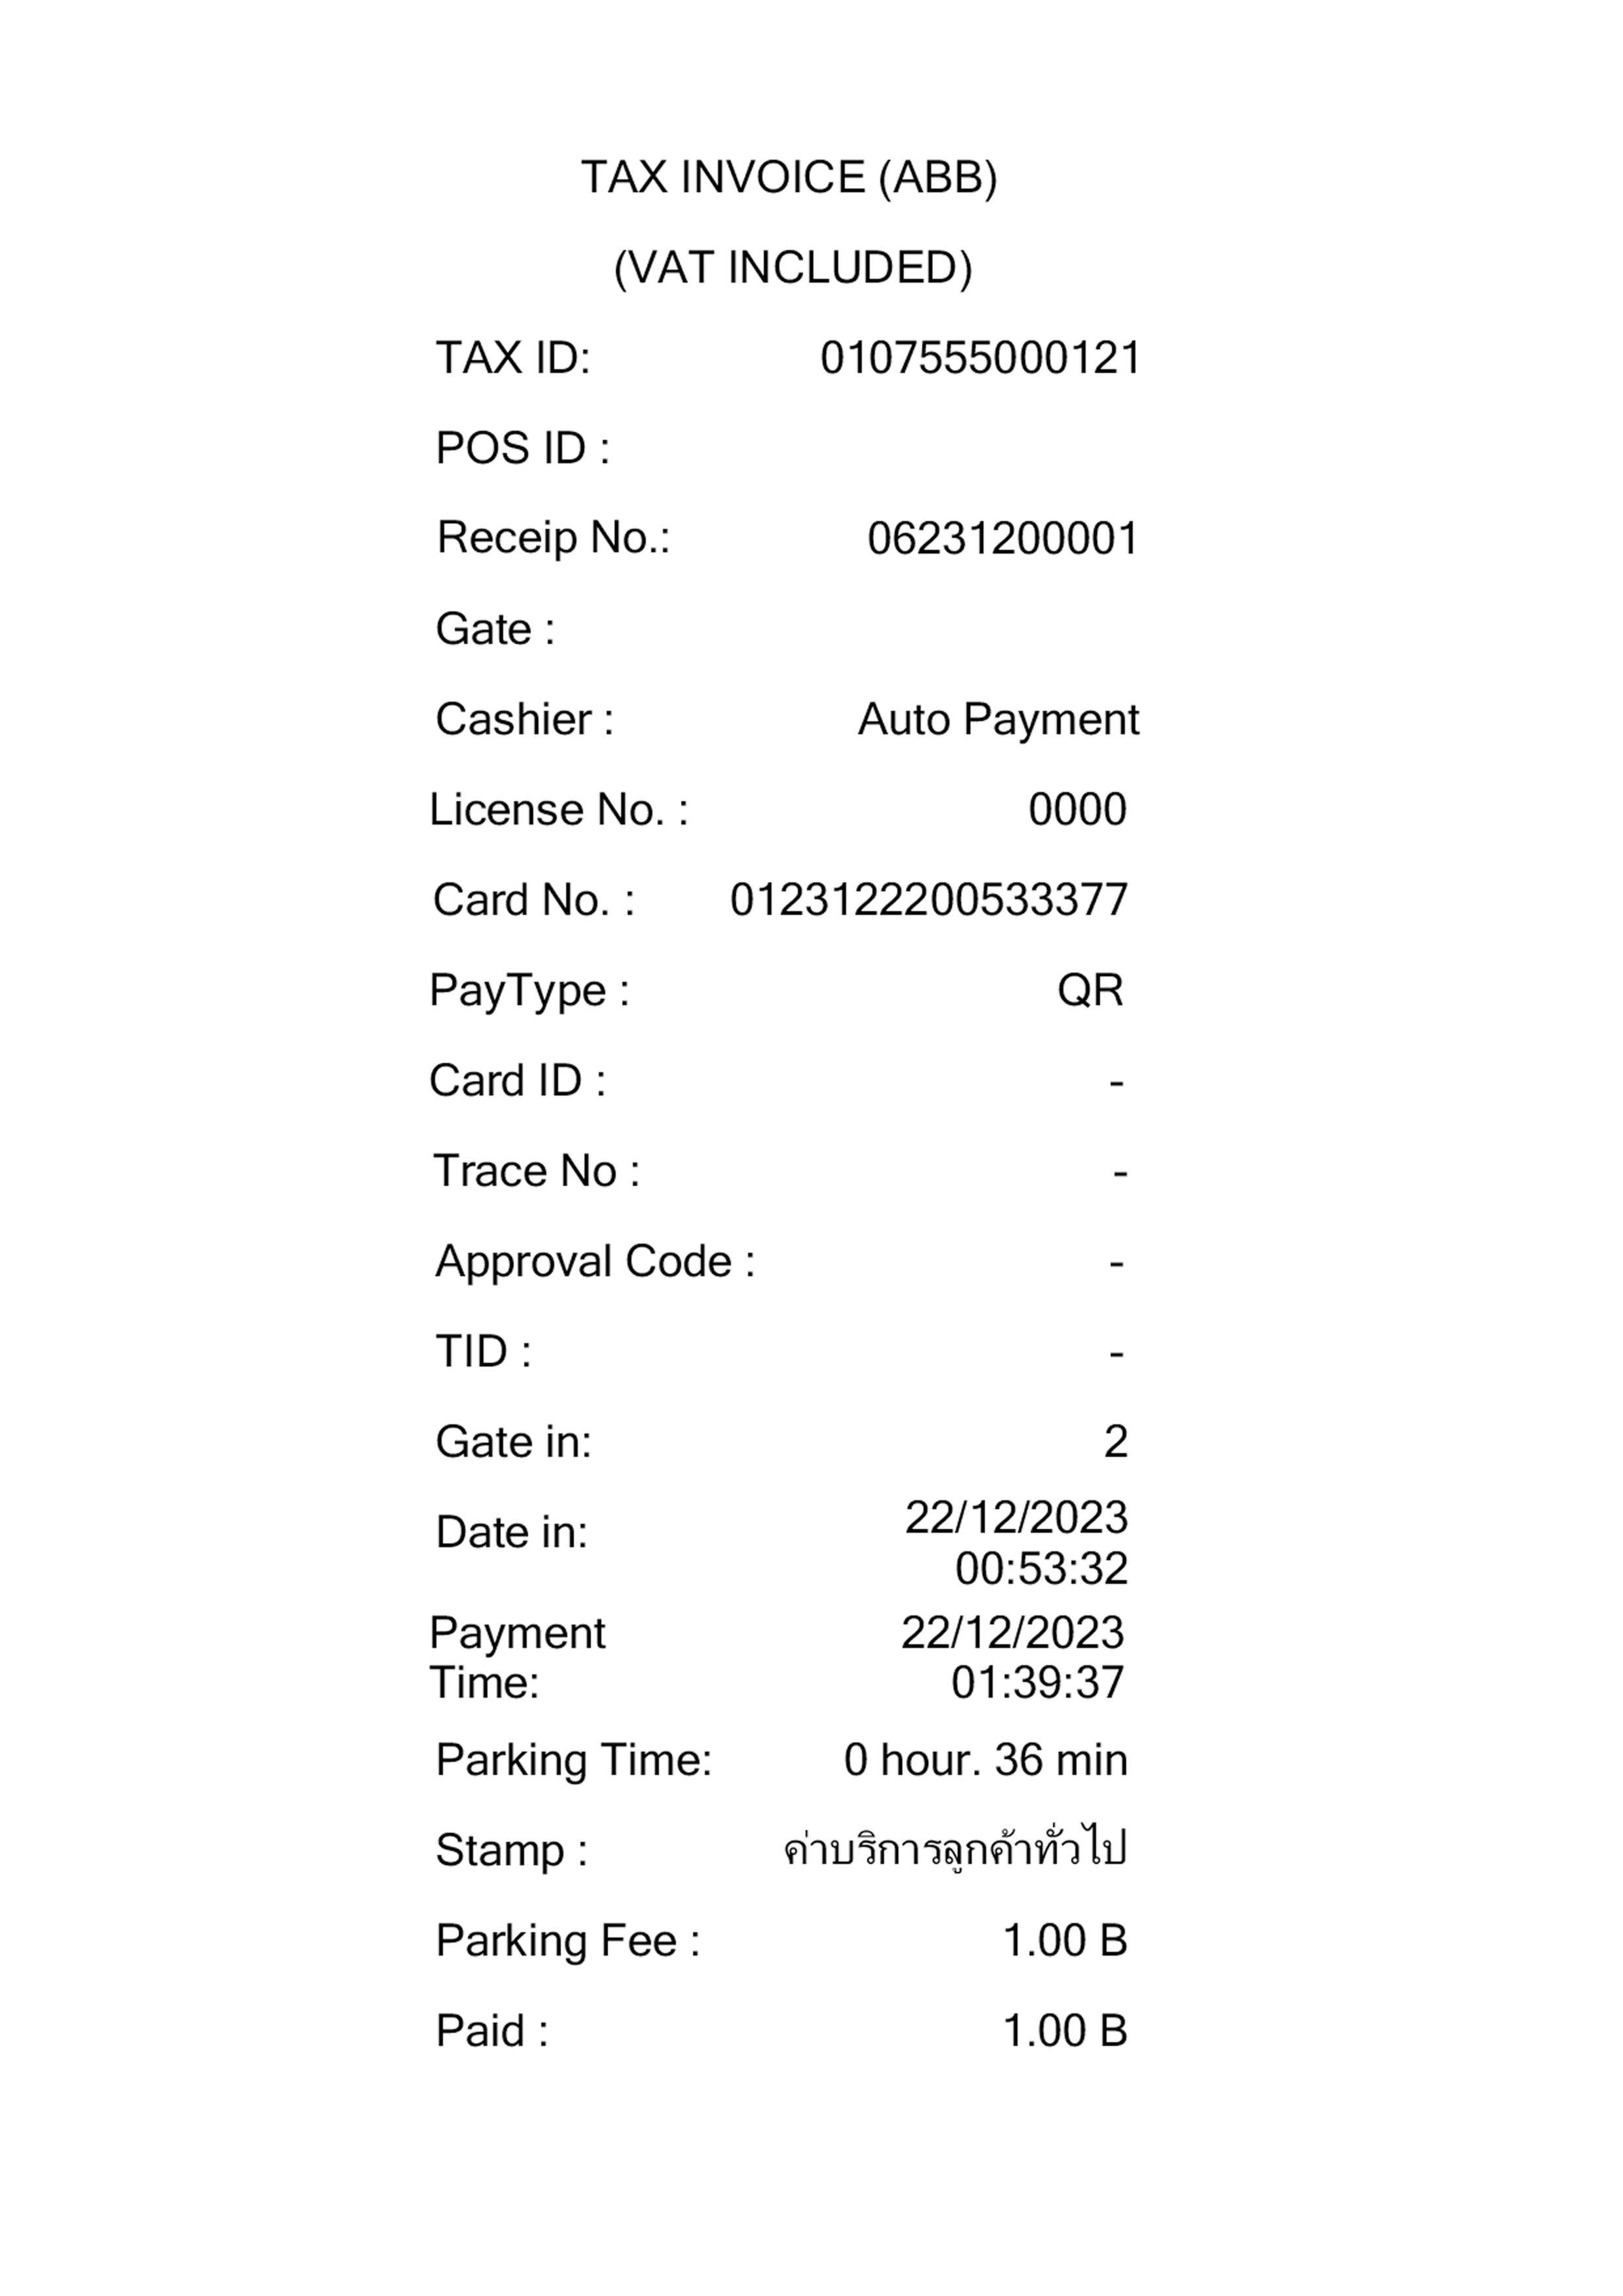 TAX INVOICE (ABB)
(VAT INCLUDED)
TAX ID: 0107555000121
POS ID :
Receip No.: 06231200001
Gate :
Cashier : Auto Payment
License No. : 0000
Card No. : 0123122200533377
PayType : QR
Card ID : -
Trace No : -
Approval Code : -
TID : -
Gate in: 2
Date in: 22/12/2023
00:53:32
Payment 22/12/2023
Time: 01:39:37
Parking Time: 0 hour. 36 min
Stamp : ค่าบริการลูกค้าทั่วไป
Parking Fee : 1.00 B
Paid : 1.00 B